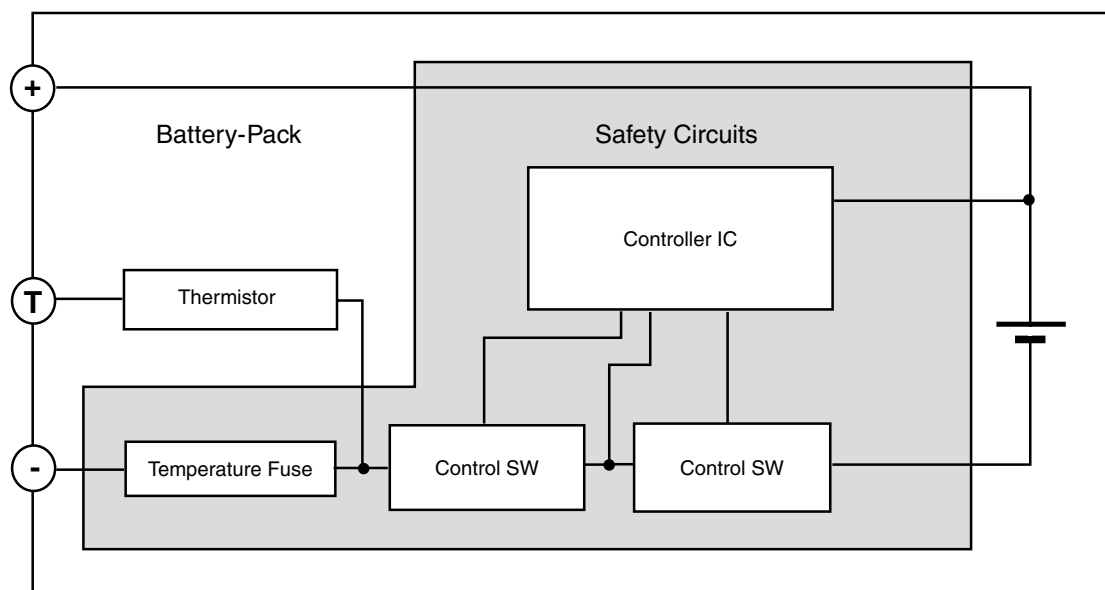 +
Battery-Pack
Safety Circuits
Controller IC
Thermistor
T
-
Temperature Fuse
Control SW
Control SW